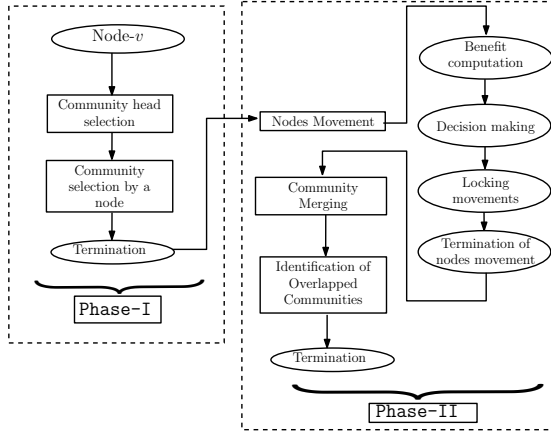 Node-v
Community head
selection
Community
selection by a
node
Termination
Phase-I
Nodes Movement
Benefit
computation
Decision making
Locking
movements
Termination of
nodes movement
Community
Merging
Identification of
Overlapped
Communities
Termination
Phase-II